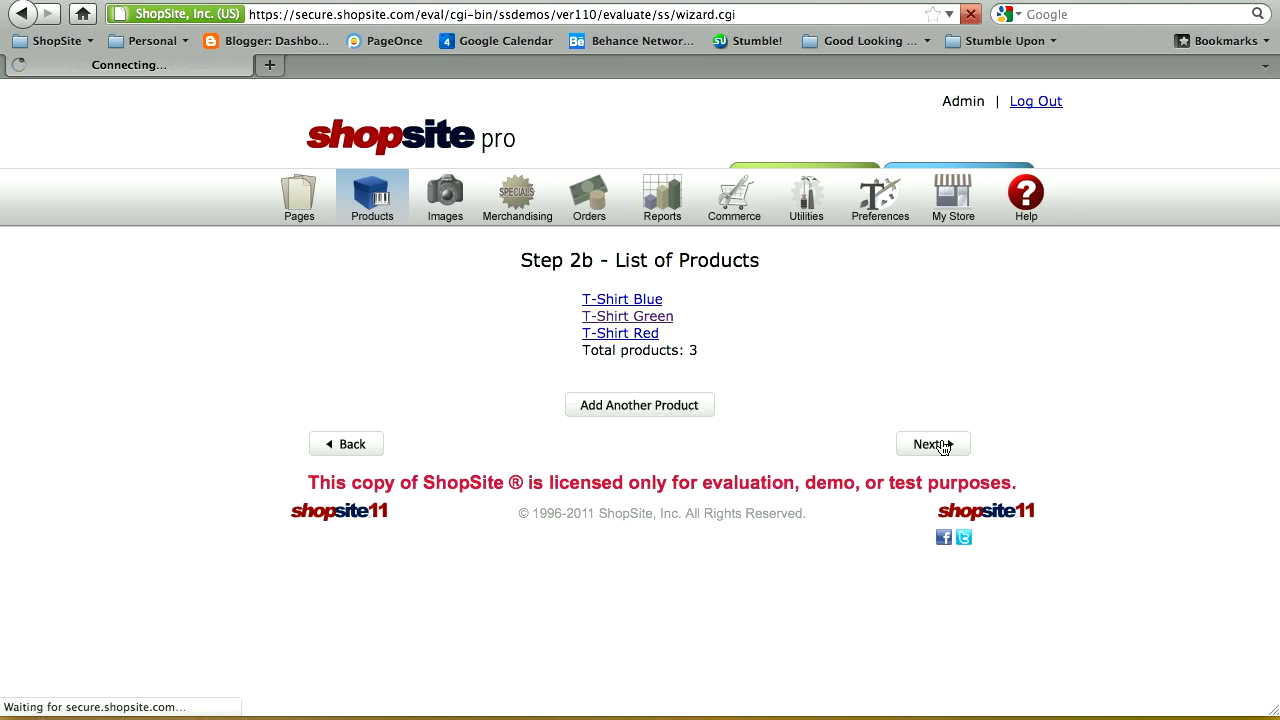 ShopSite, Inc. (US) https://secure.shopsite.com/eval/cgi-bin/ssdemos/ver110/evaluate/ss/wizard.cgi Google
ShopSite Personal Blogger: Dashbo... PageOnce Google Calendar Behance Networ... Stumble! Good Looking ... Stumble Upon Bookmarks
Connecting...
Admin | Log Out
shopsite pro
SPECIALS
Pages Products Images Merchandising Orders Reports Commerce Utilities Preferences My Store Help
Step 2b - List of Products
T-Shirt Blue
T-Shirt Green
T-Shirt Red
Total products: 3
Add Another Product
Back Next
This copy of ShopSite ® is licensed only for evaluation, demo, or test purposes.
shopsite11 © 1996-2011 ShopSite, Inc. All Rights Reserved. shopsite11
Waiting for secure.shopsite.com...